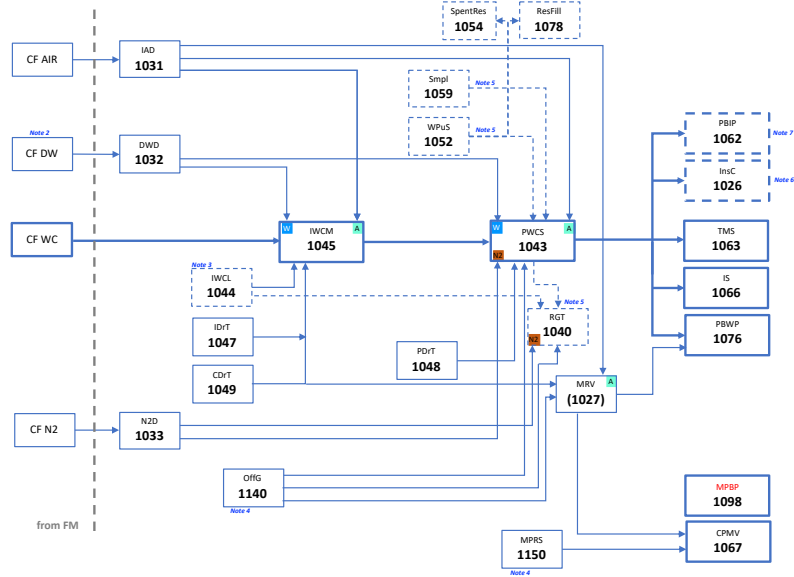 SpentRes
1054
ResFill
1078
CF AIR
IAD
1031
Smpl
1059
Note 5
WPuS
1052
Note 5
Note 2
CF DW
DWD
1032
PBIP
1062
Note 7
InsC
1026
Note 6
CF WC
W
A
IWCM
1045
W
A
PWCS
1043
N2
TMS
1063
Note 3
IWCL
1044
IS
1066
Note 5
RGT
1040
N2
IDrT
1047
PDrT
1048
PBWP
1076
CDrT
1049
MRV
A
(1027)
CF N2
N2D
1033
OffG
1140
Note 4
MPBP
1098
from FM
MPRS
1150
Note 4
CPMV
1067